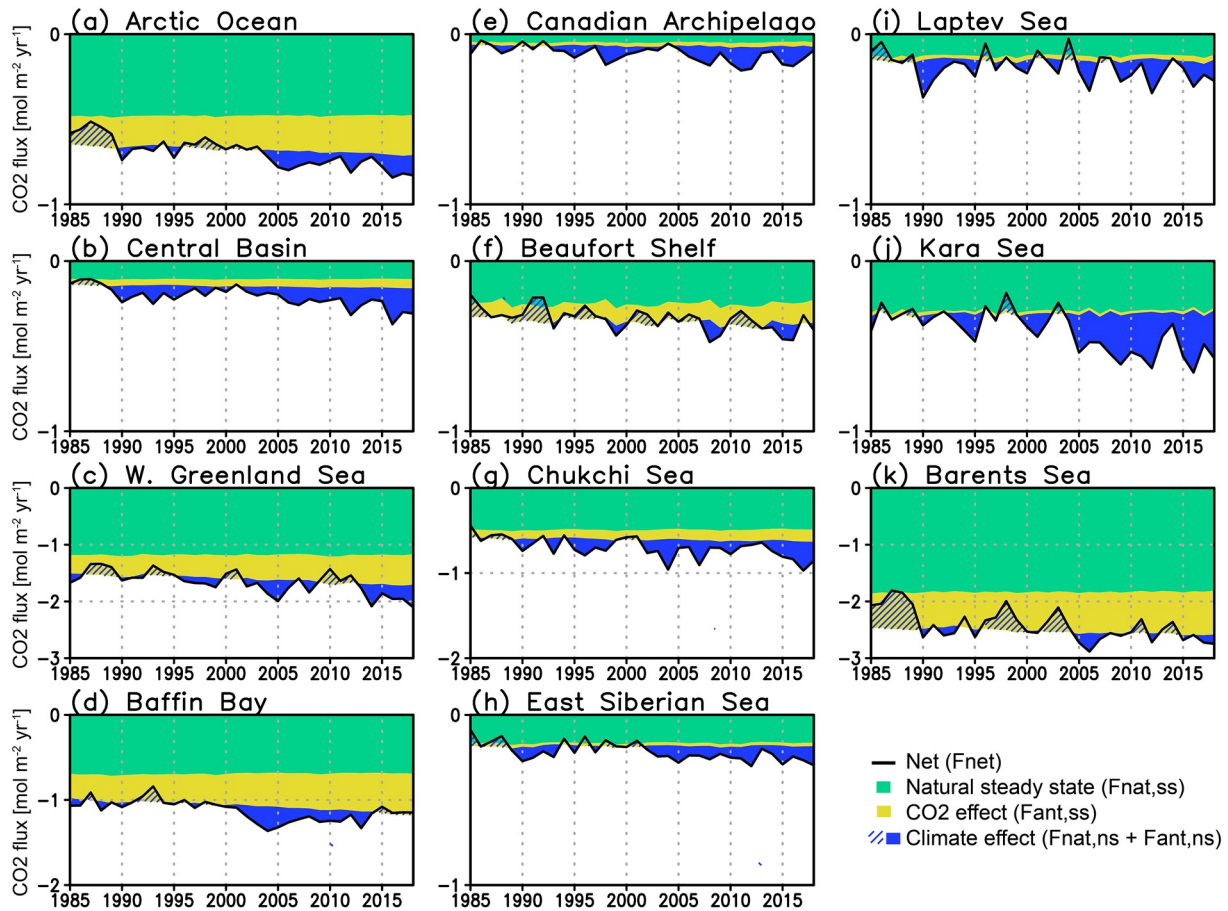 (a) Arctic Ocean
CO2 flux [mol m⁻² yr⁻¹]
0
−1
1985 1990 1995 2000 2005 2010 2015
(b) Central Basin
CO2 flux [mol m⁻² yr⁻¹]
0
−1
1985 1990 1995 2000 2005 2010 2015
(c) W. Greenland Sea
CO2 flux [mol m⁻² yr⁻¹]
0
−1
−2
−3
1985 1990 1995 2000 2005 2010 2015
(d) Baffin Bay
CO2 flux [mol m⁻² yr⁻¹]
0
−1
−2
1985 1990 1995 2000 2005 2010 2015
(e) Canadian Archipelago
0
−1
1985 1990 1995 2000 2005 2010 2015
(f) Beaufort Shelf
0
−1
1985 1990 1995 2000 2005 2010 2015
(g) Chukchi Sea
0
−1
−2
1985 1990 1995 2000 2005 2010 2015
(h) East Siberian Sea
0
−1
1985 1990 1995 2000 2005 2010 2015
(i) Laptev Sea
0
−1
1985 1990 1995 2000 2005 2010 2015
(j) Kara Sea
0
−1
1985 1990 1995 2000 2005 2010 2015
(k) Barents Sea
0
−1
−2
−3
1985 1990 1995 2000 2005 2010 2015
Net (Fnet)
Natural steady state (Fnat,ss)
CO2 effect (Fant,ss)
Climate effect (Fnat,ns + Fant,ns)